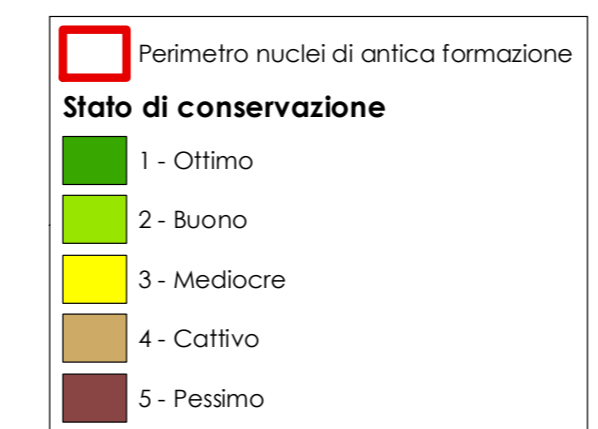 Perimetro nuclei di antica formazione
Stato di conservazione
1 - Ottimo
2 - Buono
3 - Mediocre
4 - Cattivo
5 - Pessimo